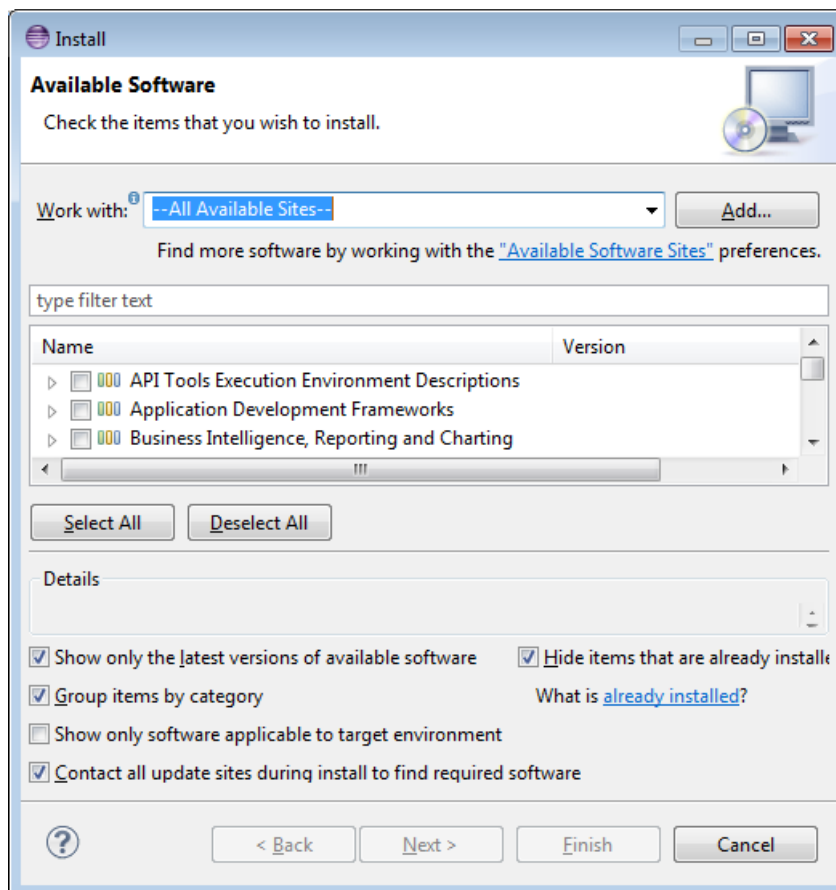 Install
Available Software
Check the items that you wish to install.
Work with: --All Available Sites-- Add...
Find more software by working with the "Available Software Sites" preferences.
type filter text
Name Version
API Tools Execution Environment Descriptions
Application Development Frameworks
Business Intelligence, Reporting and Charting
Select All Deselect All
Details
Show only the latest versions of available software Hide items that are already installe
Group items by category What is already installed?
Show only software applicable to target environment
Contact all update sites during install to find required software
? < Back Next > Finish Cancel